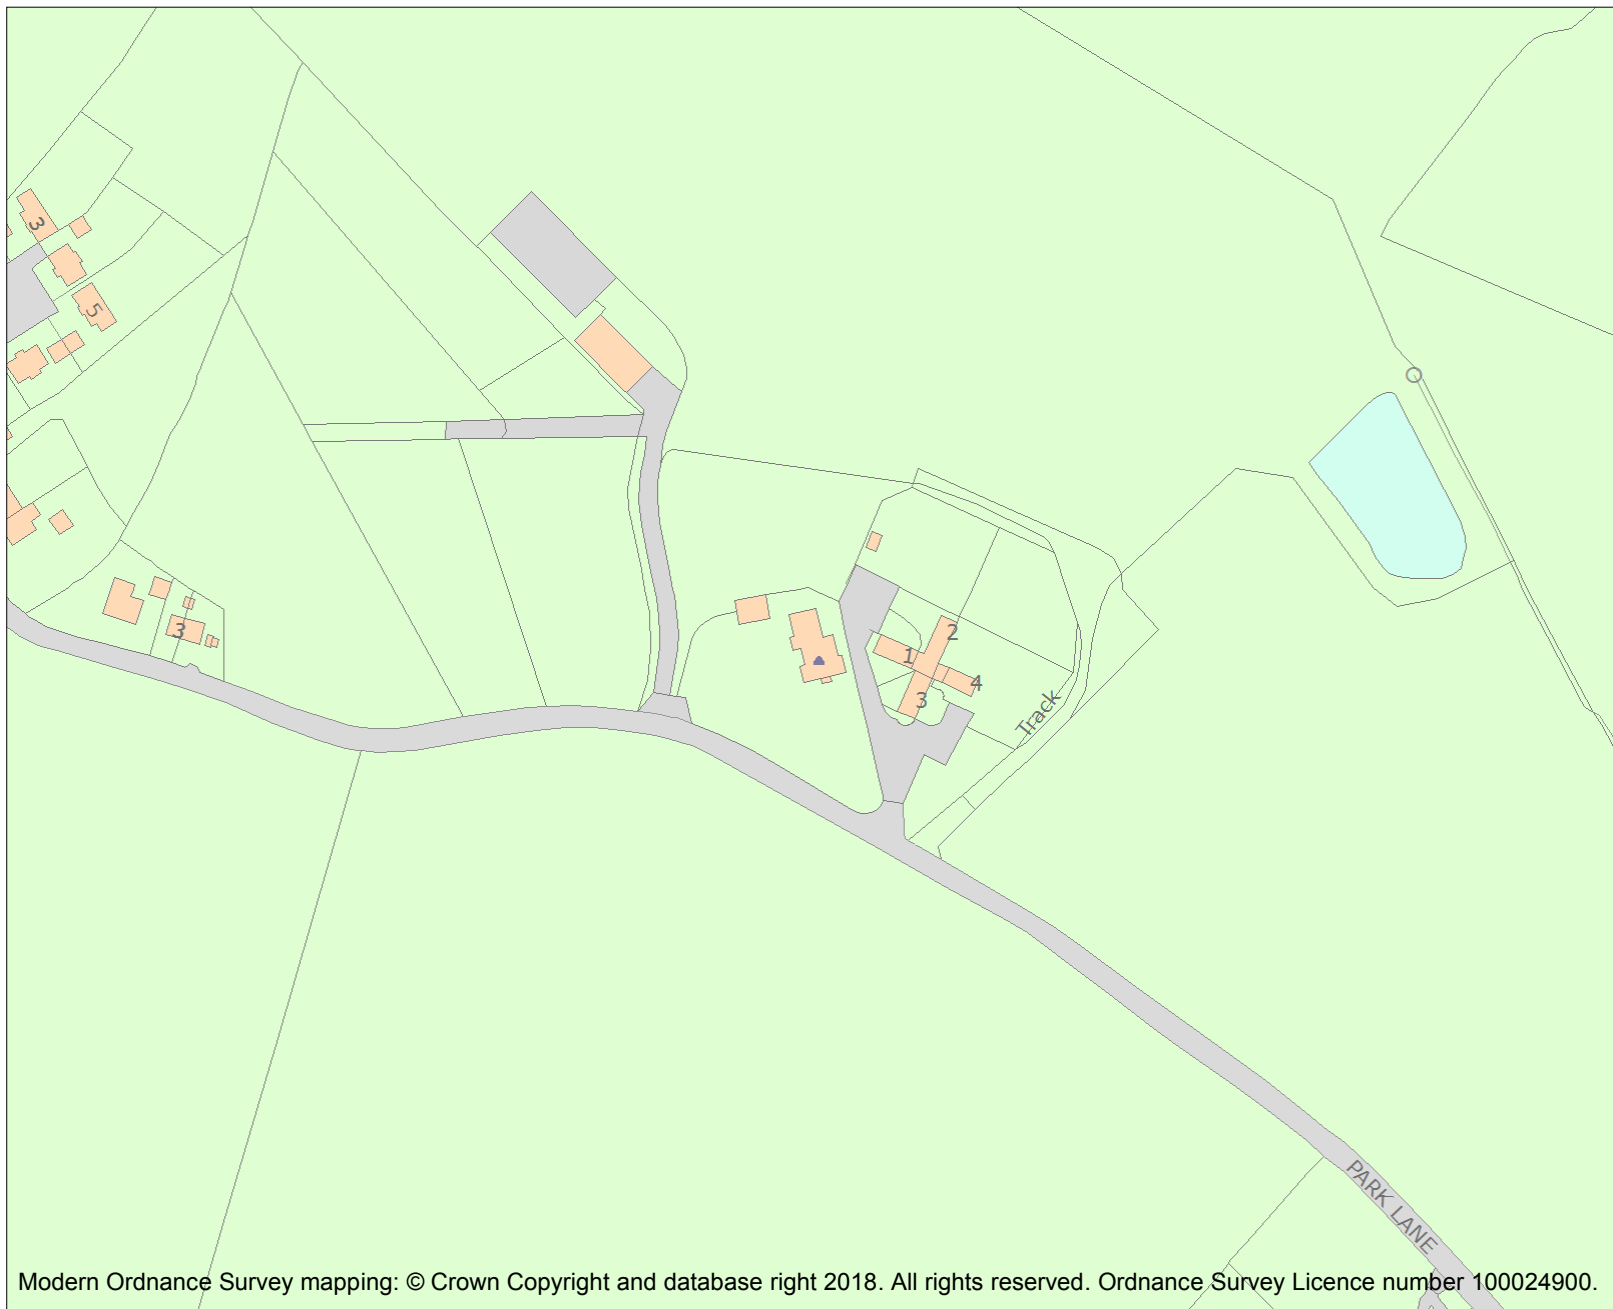 3
5
3
2
1
4
3
Track
PARK LANE
Modern Ordnance Survey mapping: © Crown Copyright and database right 2018. All rights reserved. Ordnance Survey Licence number 100024900.